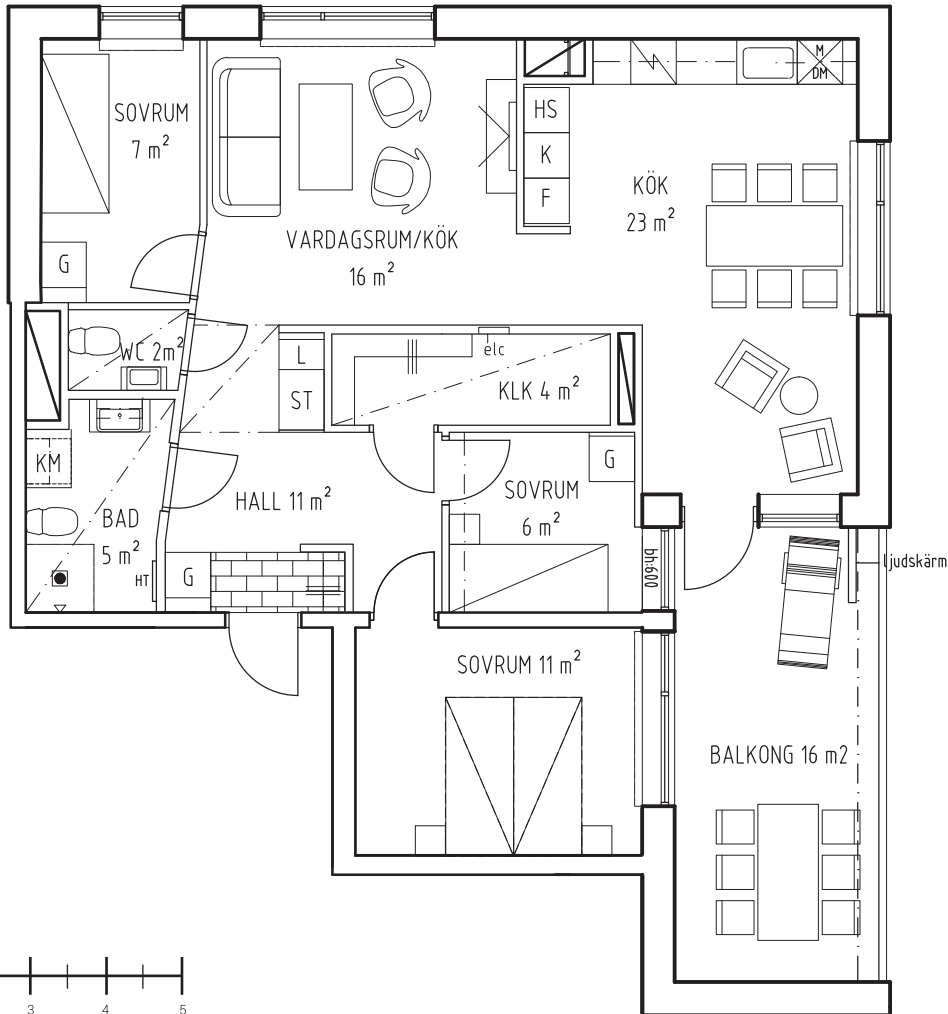 SOVRUM
7 m²
G
VARDAGSRUM/KÖK
16 m²
HS
K
F
M
DM
KÖK
23 m²
WC 2m²
L
ST
elc
KLK 4 m²
KM
BAD
5 m²
HT
HALL 11 m²
G
SOVRUM
6 m²
G
bh:600
ljudskärm
SOVRUM 11 m²
BALKONG 16 m2
3 4 5